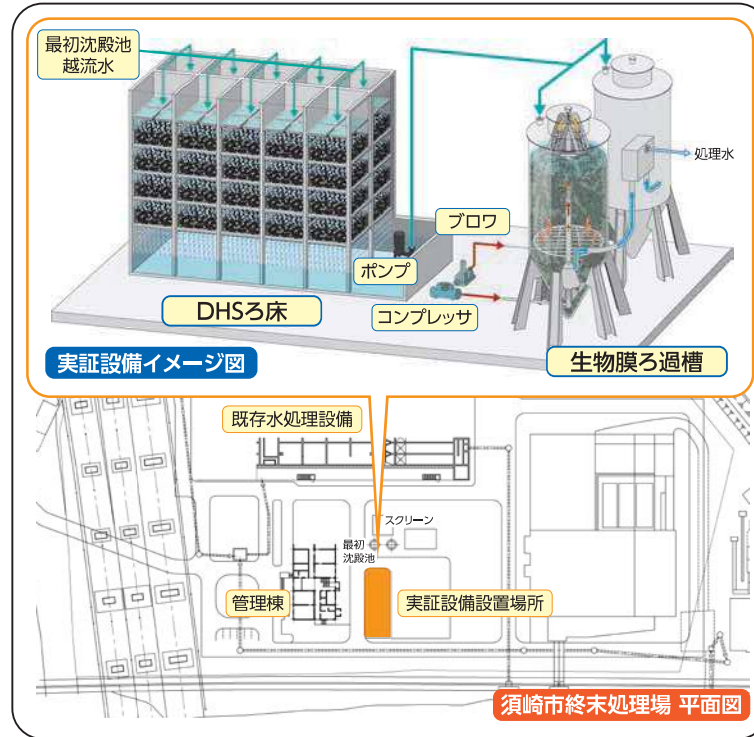 最初沈殿池
越流水
処理水
ブロワ
ポンプ
コンプレッサ
DHSろ床
生物膜ろ過槽
実証設備イメージ図
既存水処理設備
スクリーン
最初
沈殿池
管理棟
実証設備設置場所
須崎市終末処理場 平面図